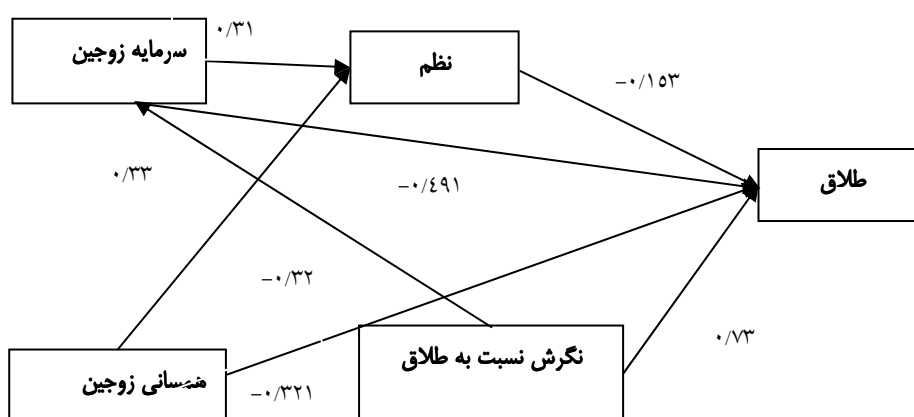 سرمایه زوجین
۰/۳۱
نظم
-۰/۱۵۳
۰/۳۳
-۰/٤۹۱
طلاق
-۰/۳۲
نگرش نسبت به طلاق
۰/۷۳
همسانی زوجین
-۰/۳۲۱